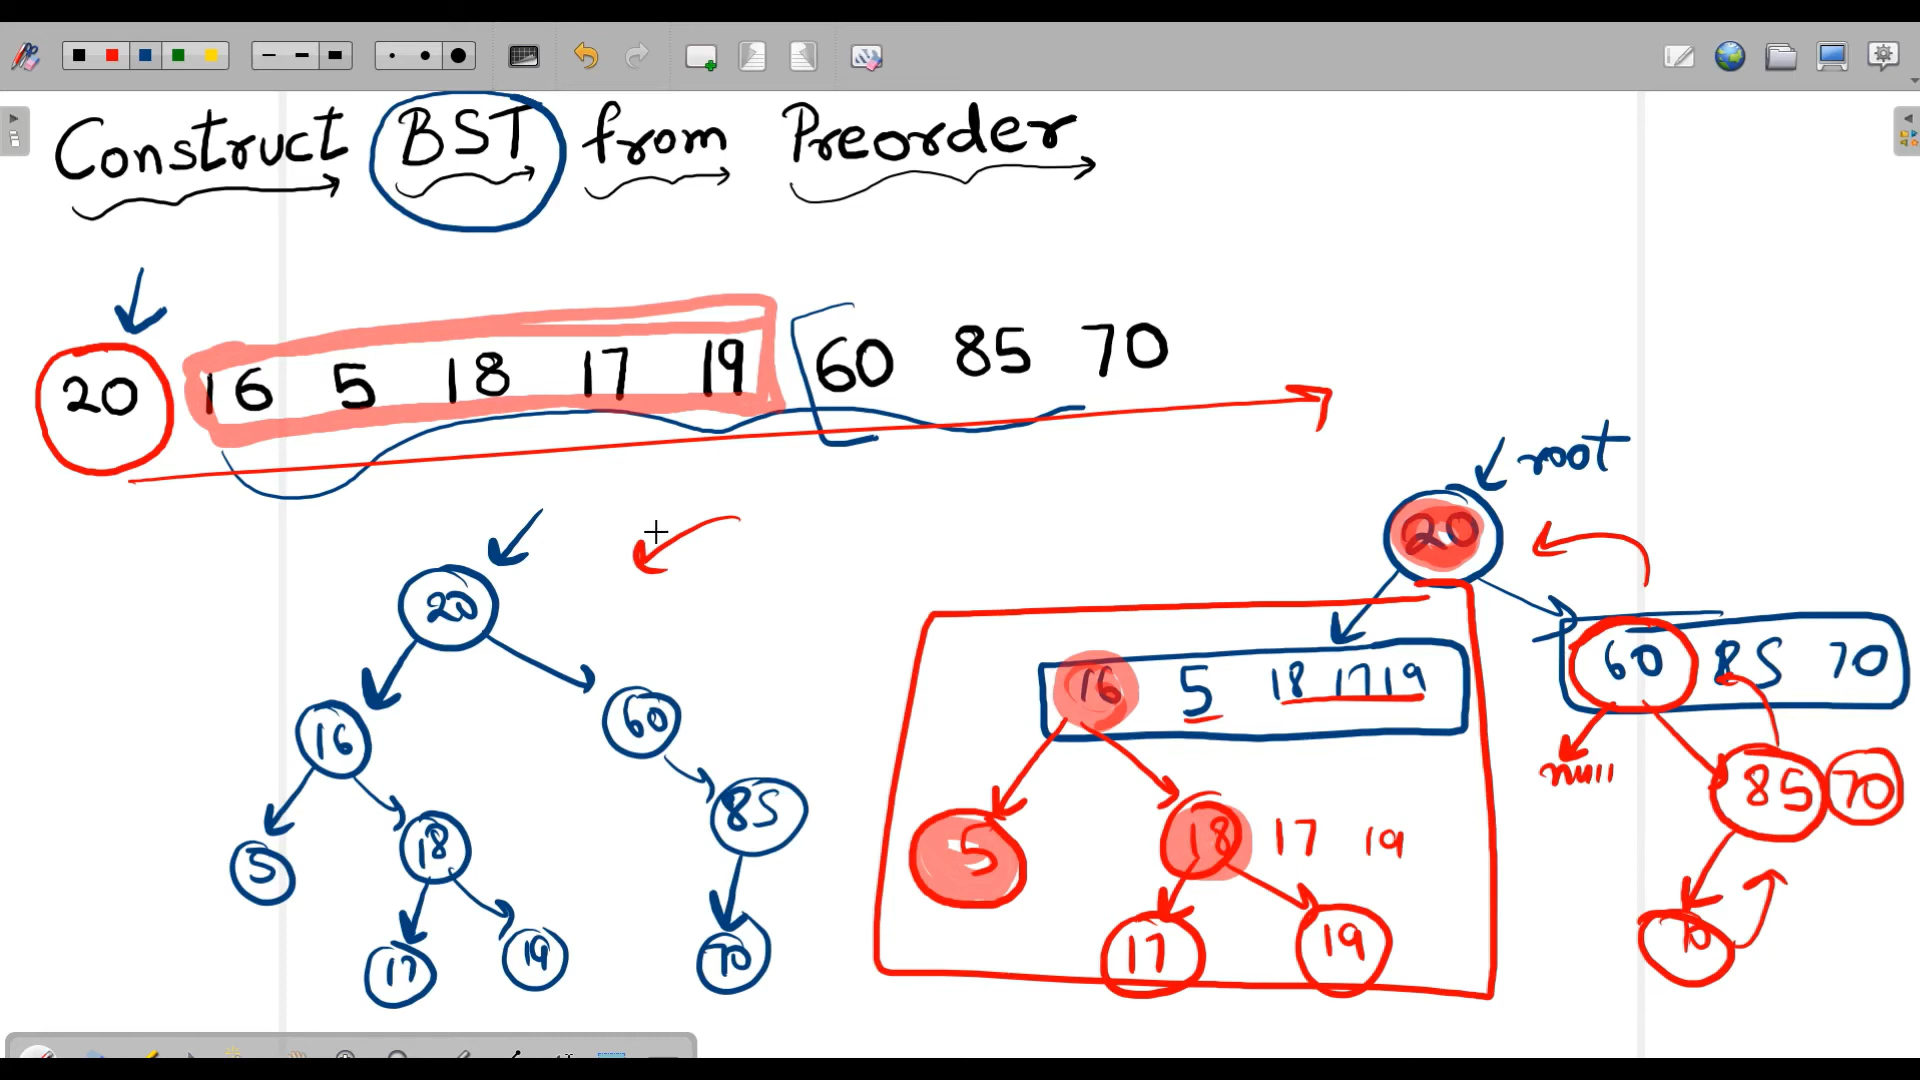 Construct BST from Preorder
20 16 5 18 17 19 60 85 70
root
20
20
16 5 18 17 19
60 85 70
16
60
null
85 70
85
5
18
5
18 17 19
17
19
70
17
19
70